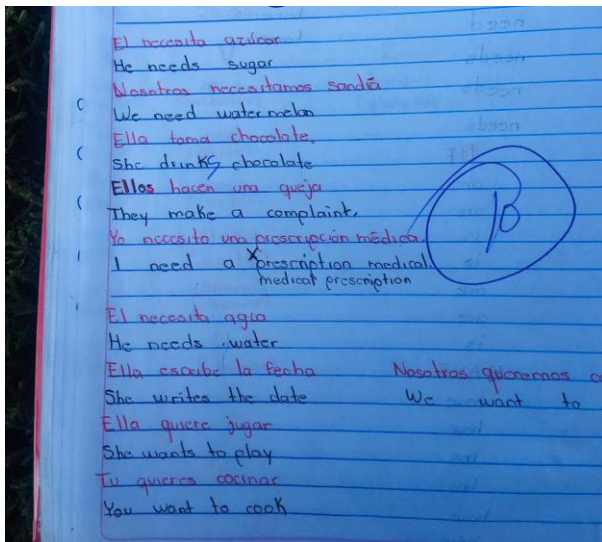 El necesita azúcar
He needs sugar
Nosotros necesitamos sandía
We need watermelon
Ella toma chocolate.
She drinks chocolate
Ellos hacen una queja
They make a complaint.
Yo necesito una prescripción médica.
I need a prescription medical.
medical prescription
El necesita agua
He needs water
Ella escribe la fecha
She writes the date
Nosotros queremos
We want to
Ella quiere jugar
She wants to play
Tu quieres cocinar
You want to cook